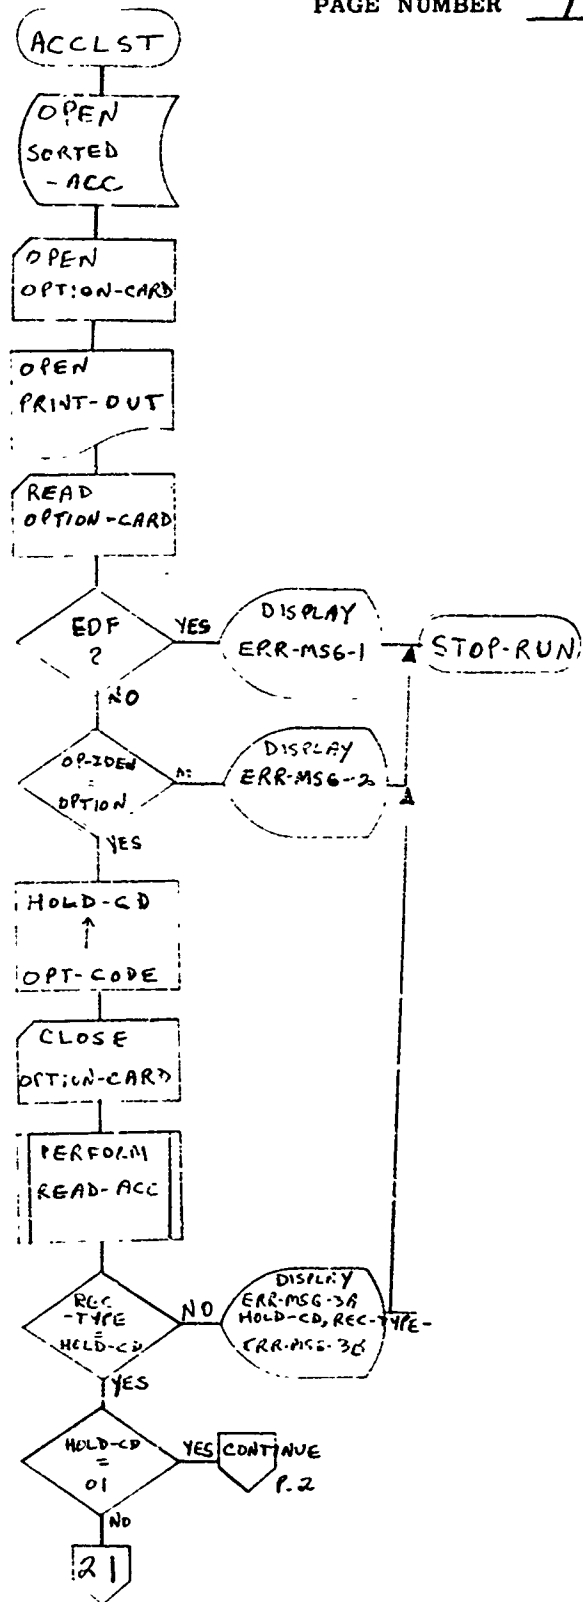 PAGE NUMBER 1
ACCLST
OPEN
SORTED
-ACC
OPEN
OPTION-CARD
OPEN
PRINT-OUT
READ
OPTION-CARD
EOF
?
YES
DISPLAY
ERR-MSG-1
STOP-RUN
NO
OP-IDEN
=
OPTION
DISPLAY
ERR-MSG-2
YES
HOLD-CD
↑
OPT-CODE
CLOSE
OPTION-CARD
PERFORM
READ-ACC
REC
-TYPE
=
HOLD-CD
NO
DISPLAY
ERR-MSG-3A
HOLD-CD, REC-TYPE-
ERR-MSG-3B
YES
HOLD-CD
=
01
YES
CONTINUE
P.2
NO
21